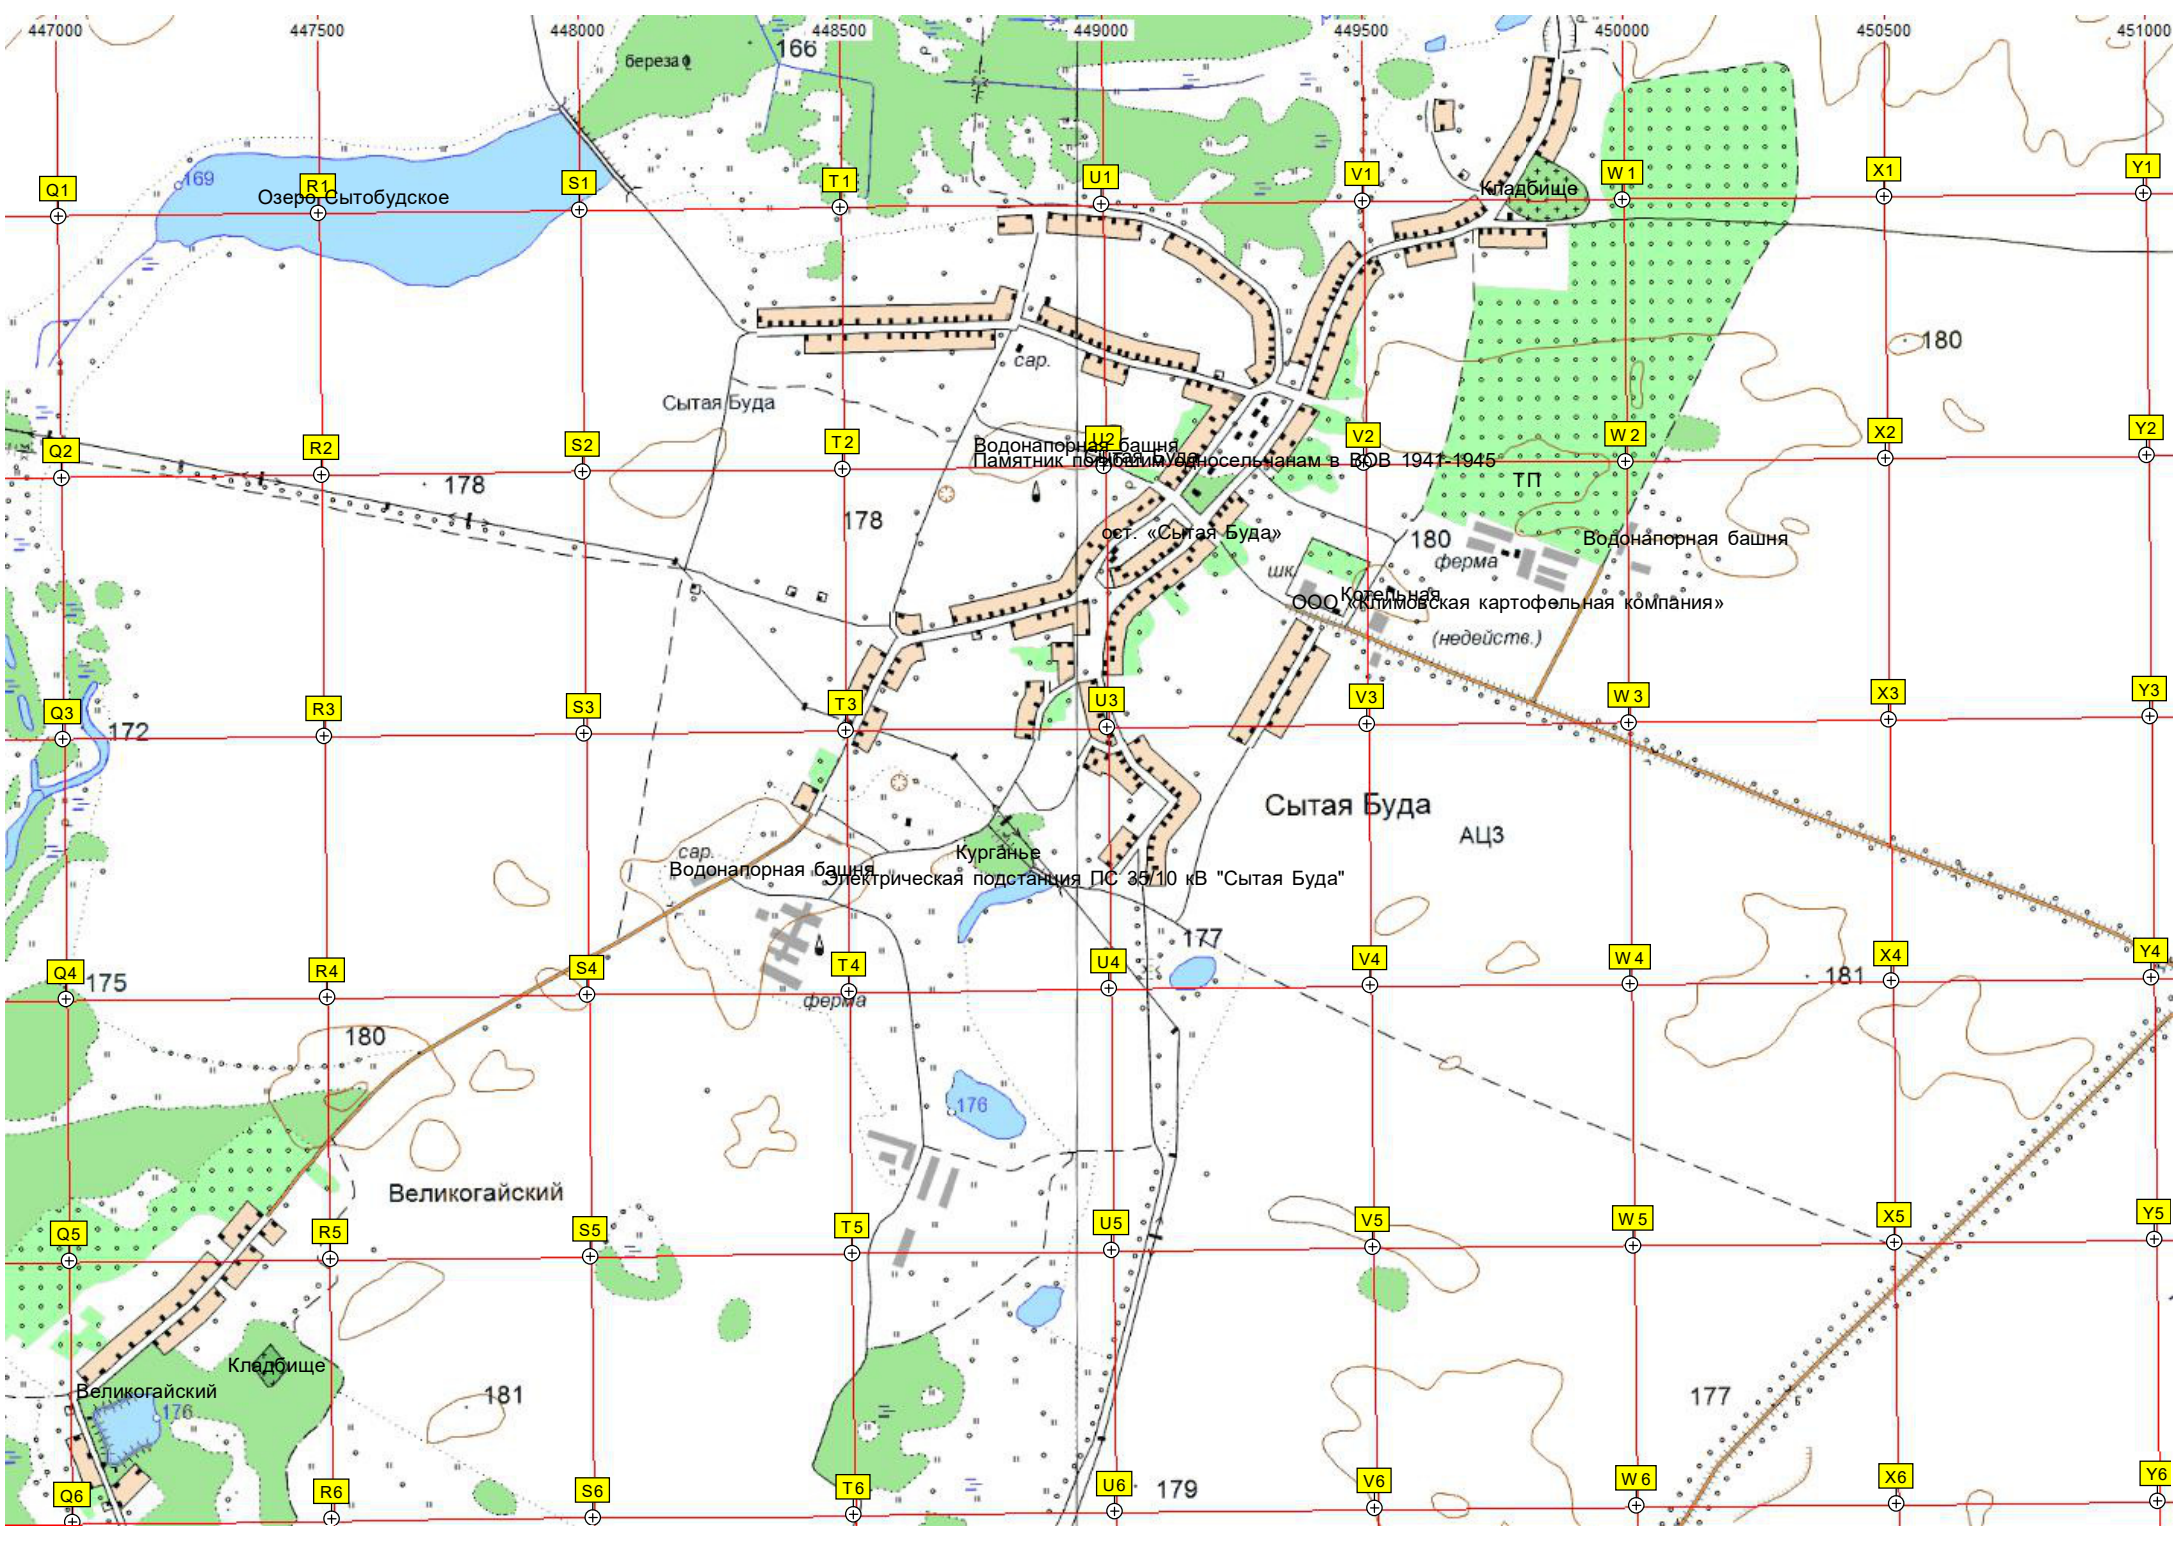 447000 447500 448000 448500 449000 449500 450000 450500 451000
166
береза
Q1 R1 S1 T1 U1 V1 W1 X1 Y1
169
Озеро Сытобудское
Кладбище
180
сар.
Сытая Буда
Q2 R2 S2 T2 U2 V2 W2 X2 Y2
Водонапорная башня
Сытая Буда
Памятник погибшим односельчанам в ВОВ 1941-1945
ТП
178
178
ост. «Сытая Буда»
180
Водонапорная башня
ферма
шк.
Котельная
ООО «Климовская картофельная компания»
(недейств.)
Q3 R3 S3 T3 U3 V3 W3 X3 Y3
172
Сытая Буда
АЦЗ
сар.
Курганье
Водонапорная башня
Электрическая подстанция ПС 35/10 кВ "Сытая Буда"
177
Q4 R4 S4 T4 U4 V4 W4 X4 Y4
175
181
ферма
180
176
Великогайский
Q5 R5 S5 T5 U5 V5 W5 X5 Y5
Кладбище
Великогайский
176
181
177
Q6 R6 S6 T6 U6 V6 W6 X6 Y6
179